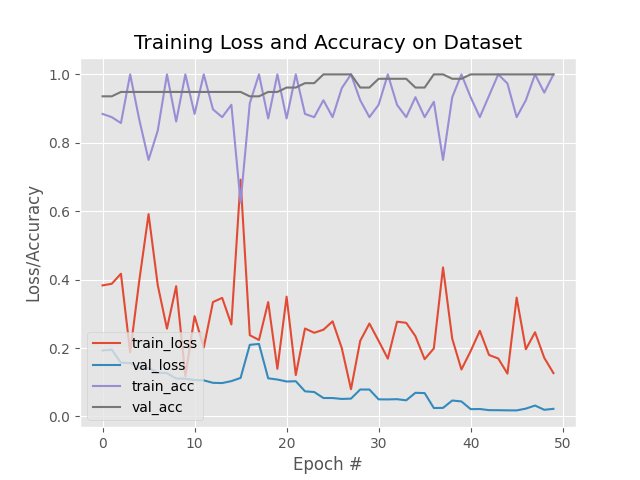 Training Loss and Accuracy on Dataset
Loss/Accuracy
1.0
0.8
0.6
0.4
0.2
0.0
train_loss
val_loss
train_acc
val_acc
0 10 20 30 40 50
Epoch #